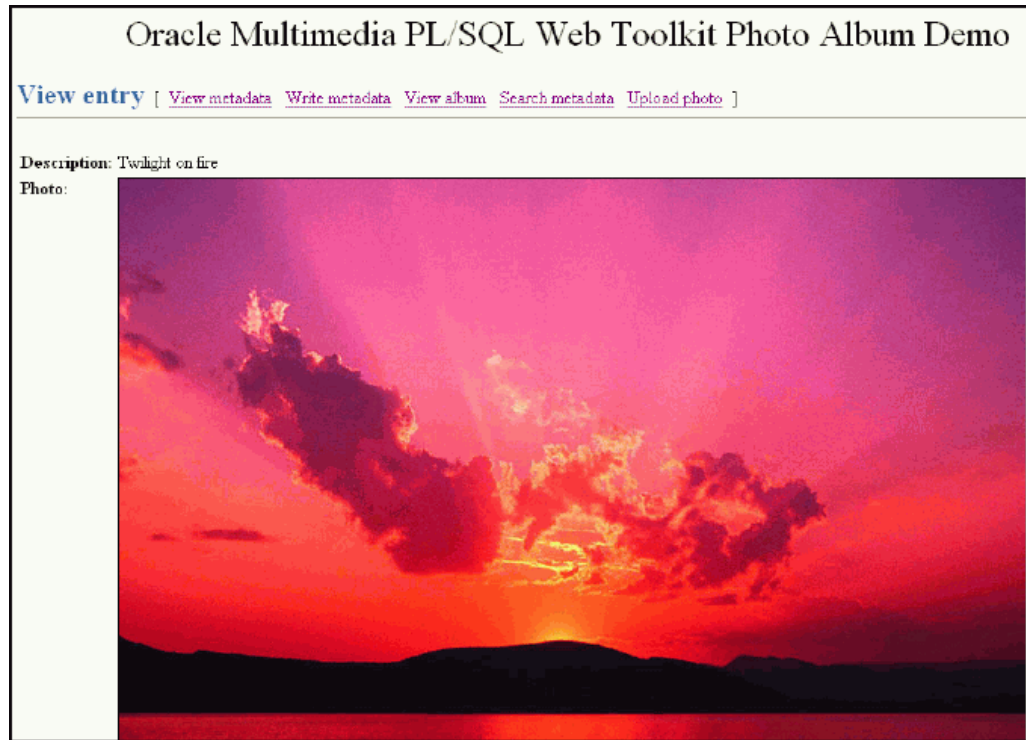 Oracle Multimedia PL/SQL Web Toolkit Photo Album Demo
View entry [ View metadata Write metadata View album Search metadata Upload photo ]
Description: Twilight on fire
Photo: